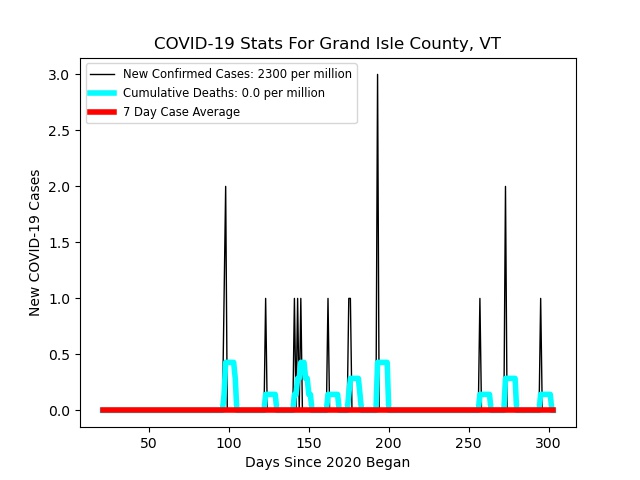 COVID-19 Stats For Grand Isle County, VT
New Confirmed Cases: 2300 per million
Cumulative Deaths: 0.0 per million
7 Day Case Average
New COVID-19 Cases
3.0
2.5
2.0
1.5
1.0
0.5
0.0
50 100 150 200 250 300
Days Since 2020 Began